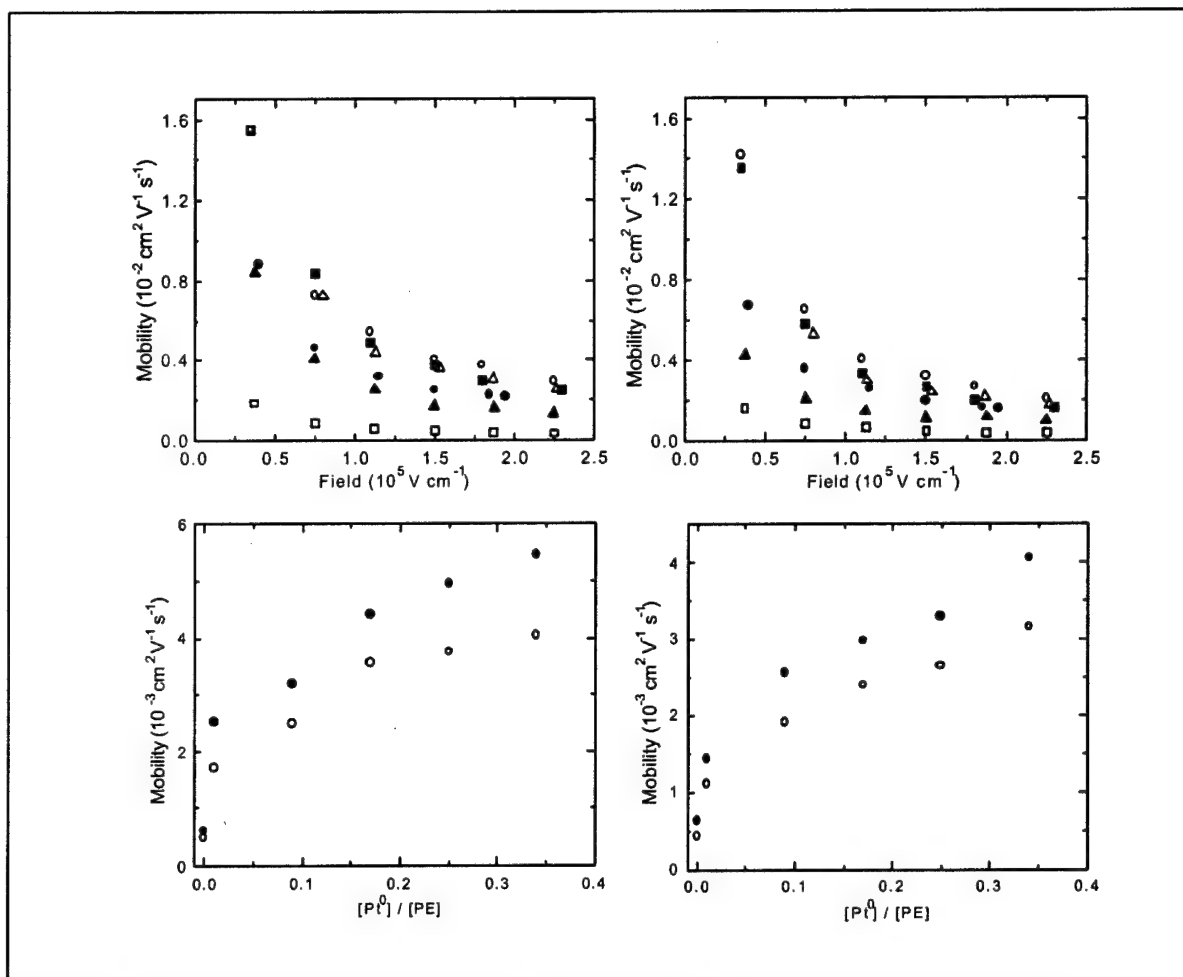 Mobility (10⁻² cm² V⁻¹ s⁻¹)
1.6
1.2
0.8
0.4
0.0
0.0 0.5 1.0 1.5 2.0 2.5
Field (10⁵ V cm⁻¹)
Mobility (10⁻² cm² V⁻¹ s⁻¹)
1.6
1.2
0.8
0.4
0.0
0.0 0.5 1.0 1.5 2.0 2.5
Field (10⁵ V cm⁻¹)
Mobility (10⁻³ cm² V⁻¹ s⁻¹)
6
4
2
0
0.0 0.1 0.2 0.3 0.4
[Pt⁰] / [PE]
Mobility (10⁻³ cm² V⁻¹ s⁻¹)
4
3
2
1
0
0.0 0.1 0.2 0.3 0.4
[Pt⁰] / [PE]